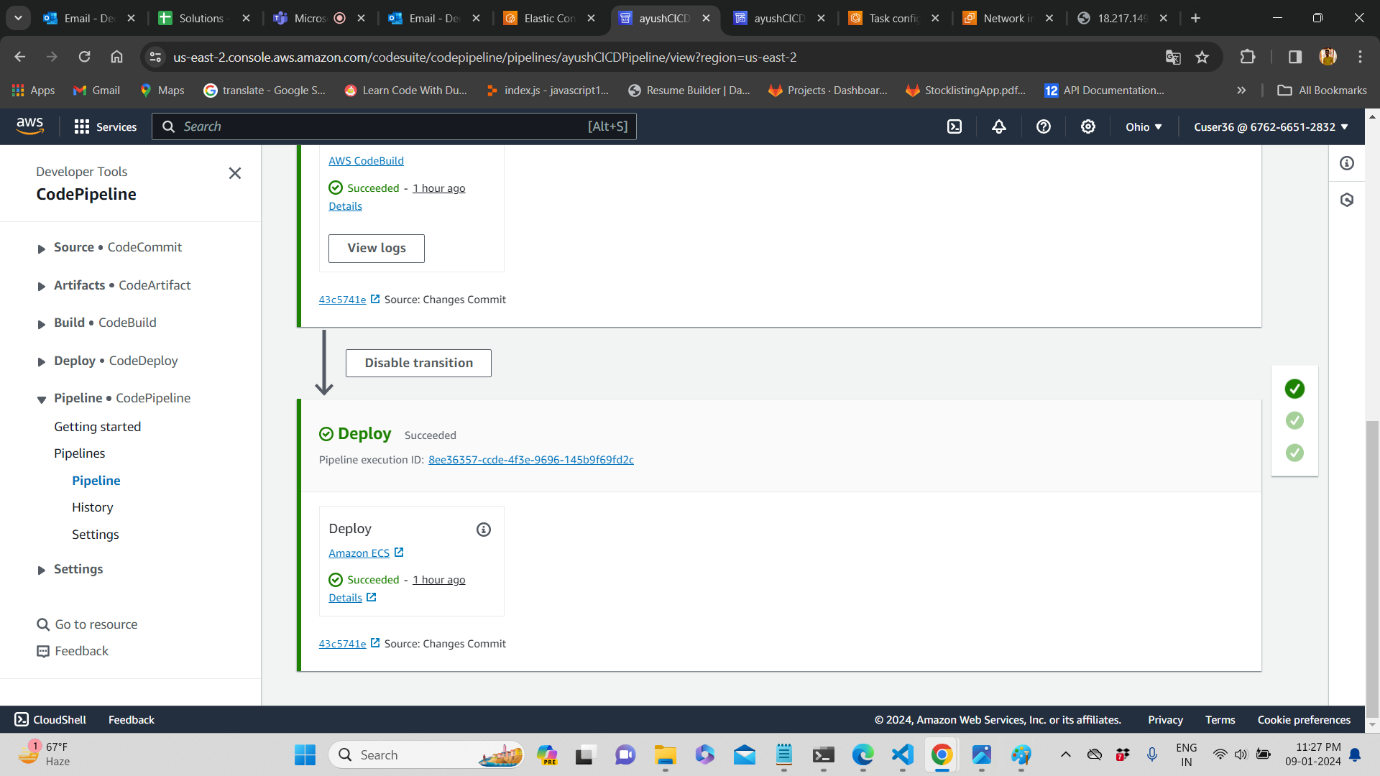 Email - De
Solutions
Micros
Email - De
Elastic Con
ayushCICD
ayushCICD
Task config
Network in
18.217.149
us-east-2.console.aws.amazon.com/codesuite/codepipeline/pipelines/ayushCICDPipeline/view?region=us-east-2
Apps
Gmail
Maps
translate - Google S...
Learn Code With Du...
index.js - javascript1...
Resume Builder | Da...
Projects · Dashboar...
StocklistingApp.pdf...
12 API Documentation...
»
All Bookmarks
aws
Services
Search [Alt+S]
Ohio
Cuser36 @ 6762-6651-2832
Developer Tools
CodePipeline
Source • CodeCommit
Artifacts • CodeArtifact
Build • CodeBuild
Deploy • CodeDeploy
Pipeline • CodePipeline
Getting started
Pipelines
Pipeline
History
Settings
Settings
Go to resource
Feedback
AWS CodeBuild
Succeeded - 1 hour ago
Details
View logs
43c5741e Source: Changes Commit
Disable transition
Deploy Succeeded
Pipeline execution ID: 8ee36357-ccde-4f3e-9696-145b9f69fd2c
Deploy
Amazon ECS
Succeeded - 1 hour ago
Details
43c5741e Source: Changes Commit
CloudShell
Feedback
© 2024, Amazon Web Services, Inc. or its affiliates.
Privacy
Terms
Cookie preferences
1
67°F
Haze
Search
PRE
ENG
IN
11:27 PM
09-01-2024